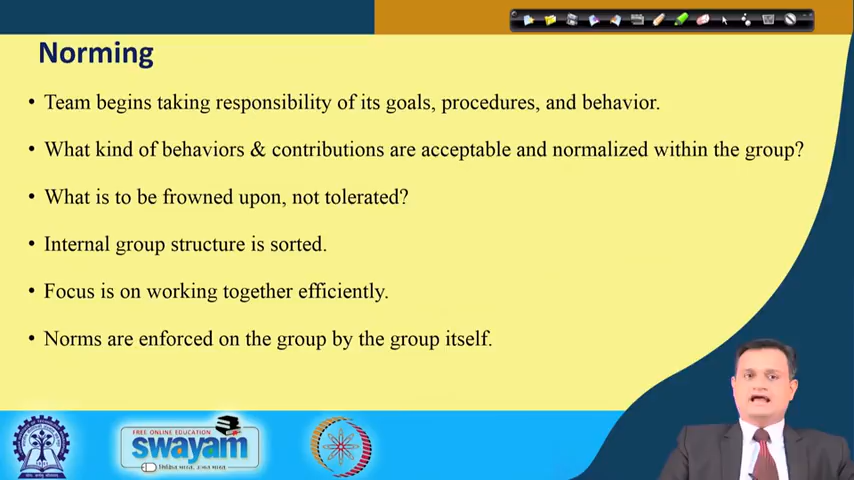 Norming
• Team begins taking responsibility of its goals, procedures, and behavior.
• What kind of behaviors & contributions are acceptable and normalized within the group?
• What is to be frowned upon, not tolerated?
• Internal group structure is sorted.
• Focus is on working together efficiently.
• Norms are enforced on the group by the group itself.
FREE ONLINE EDUCATION
swayam